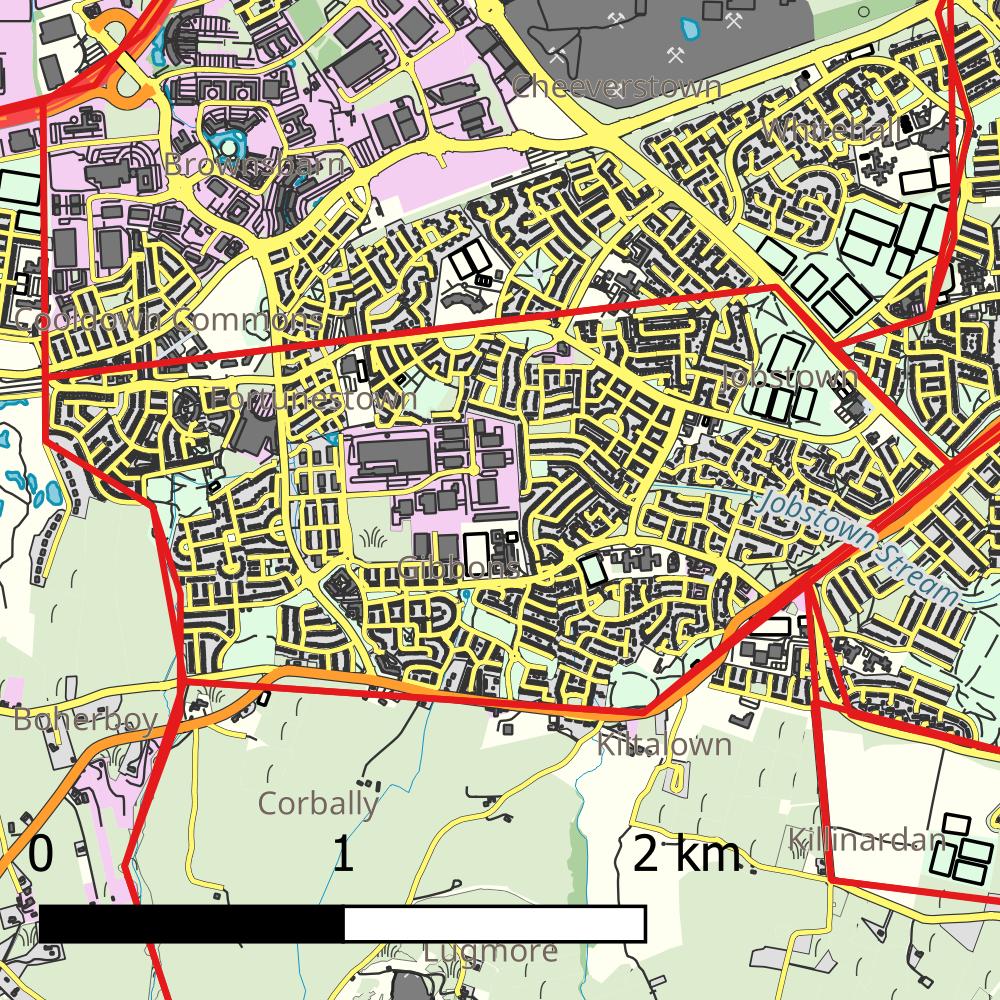 Cheeverstown
Whitehall
Brownsbarn
Cooldown Commons
Jobstown
Fortunestown
Jobstown Stream
Gibbons
Boherboy
Kiltalown
Corbally
Killinardan
0 1 2 km
Lugmore